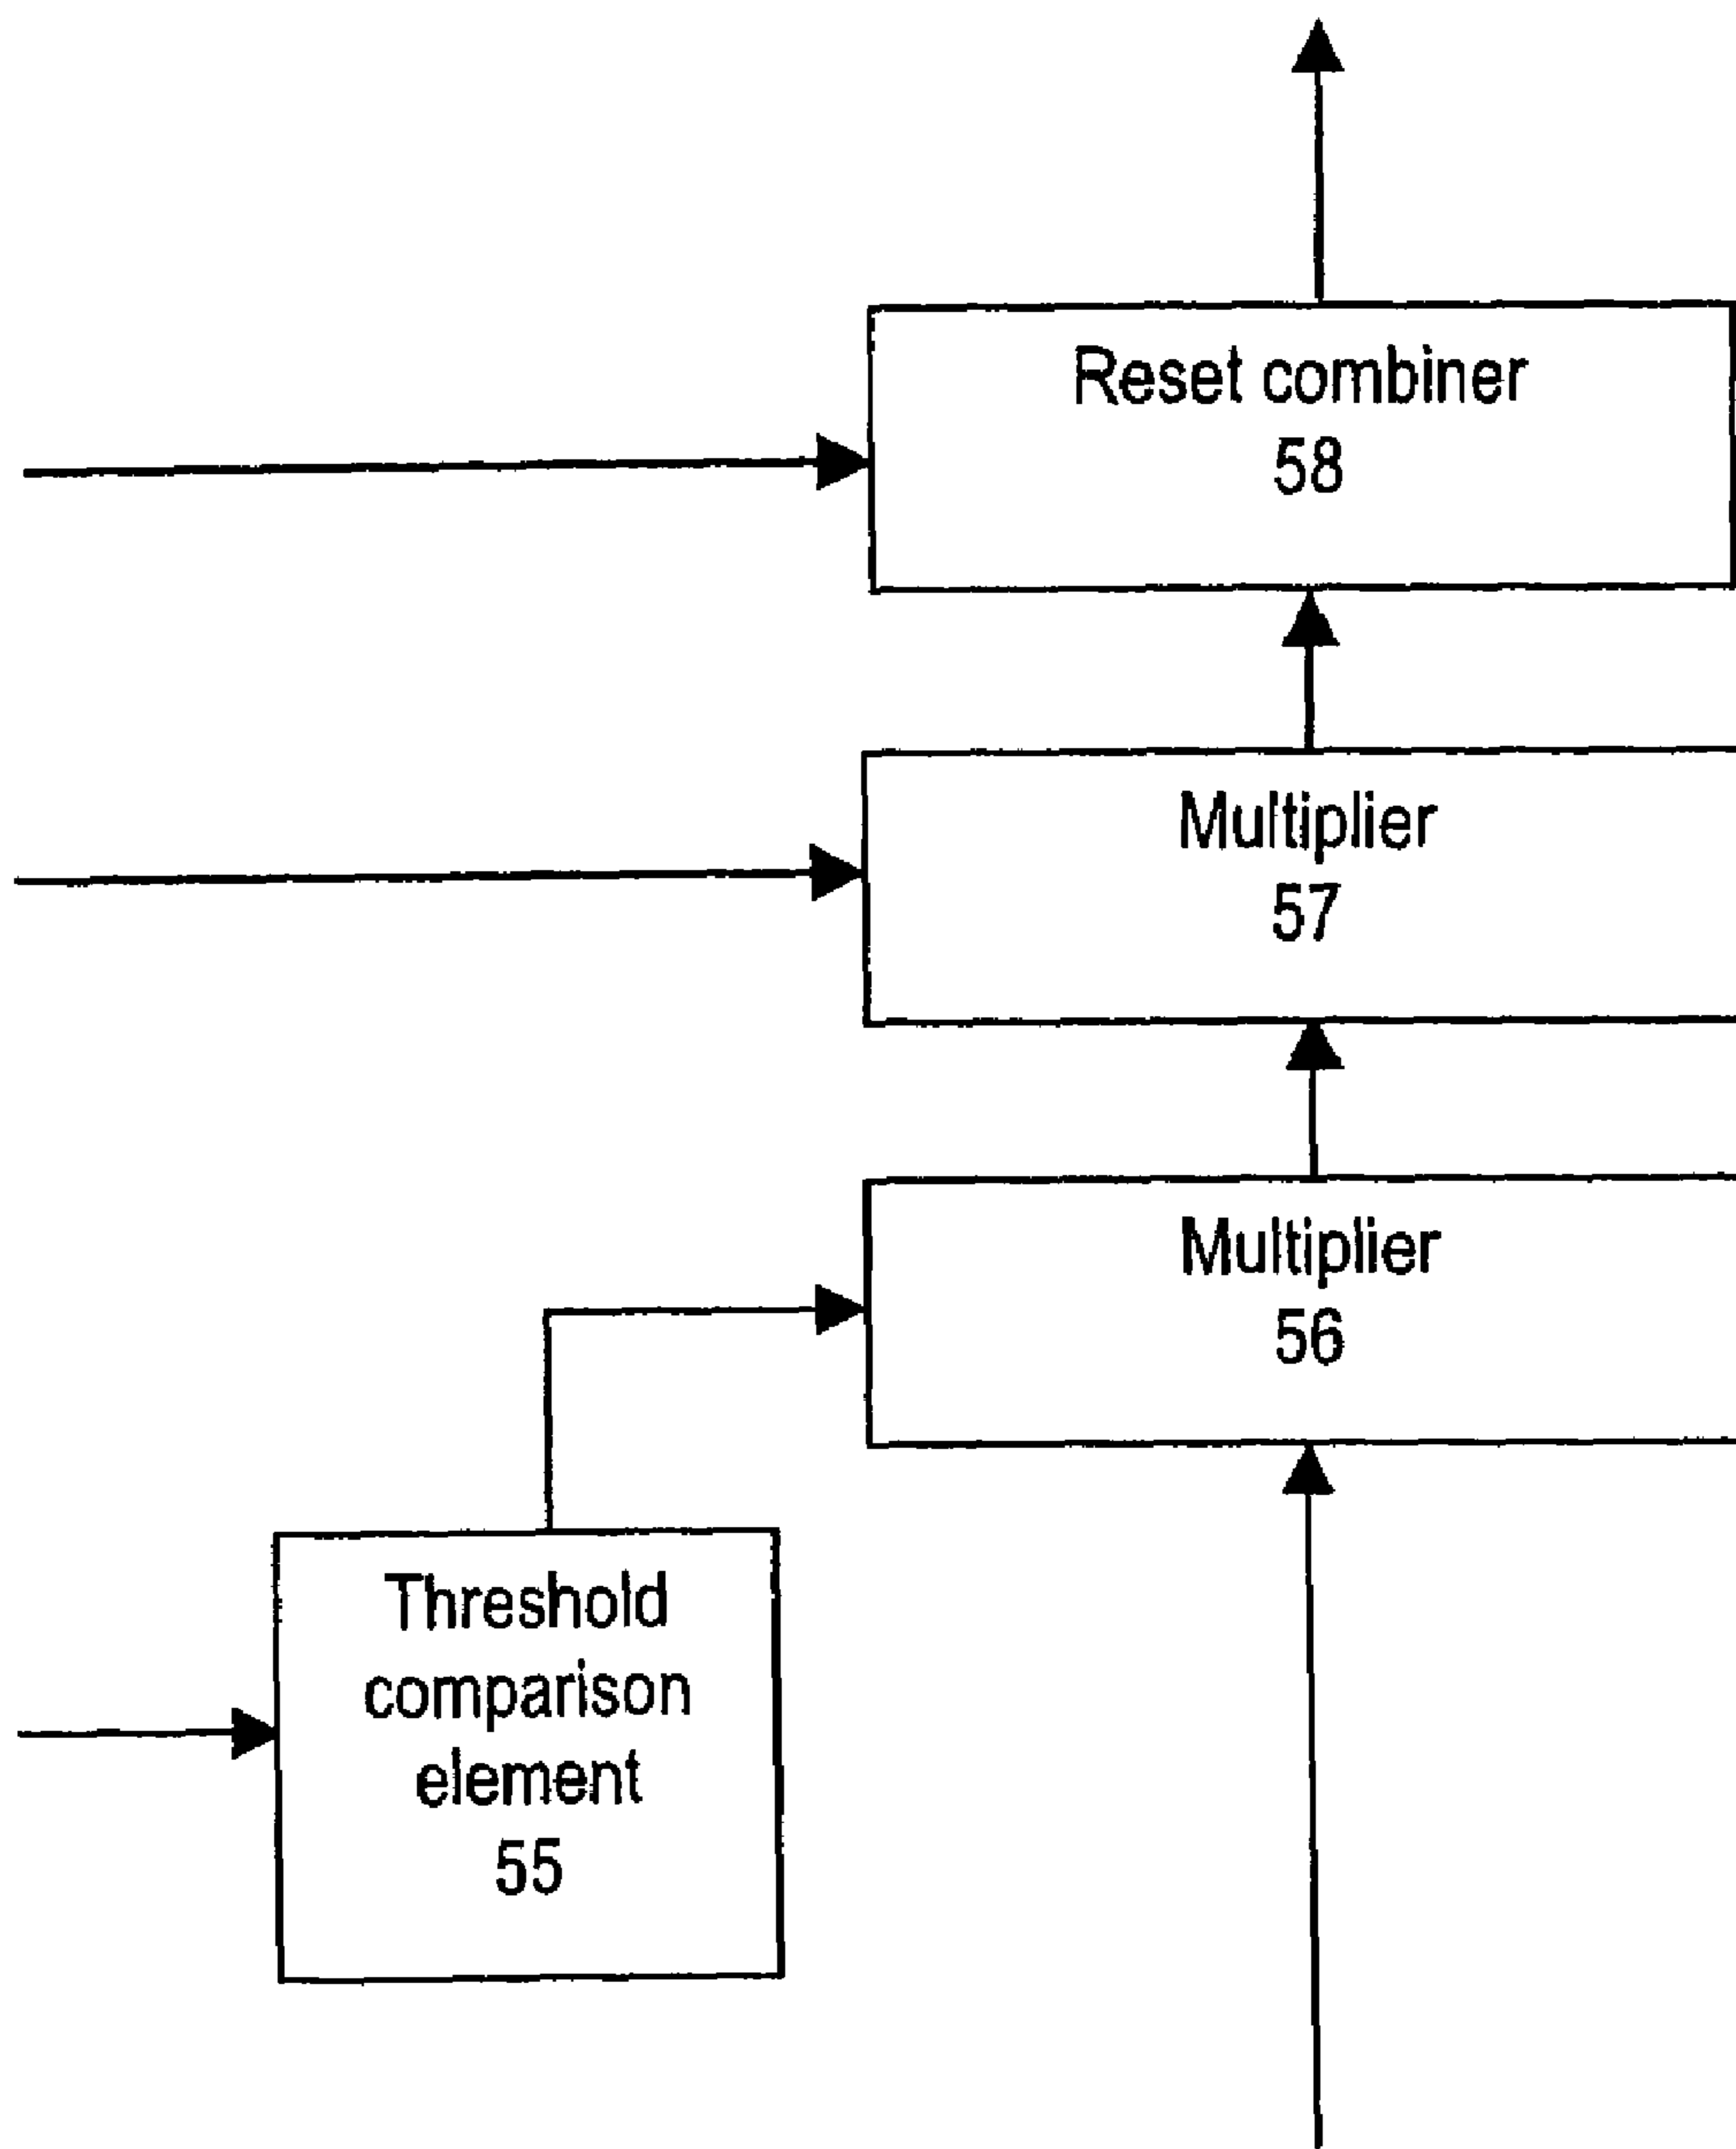 Reset combiner
58
Multiplier
57
Multiplier
56
Threshold
comparison
element
55